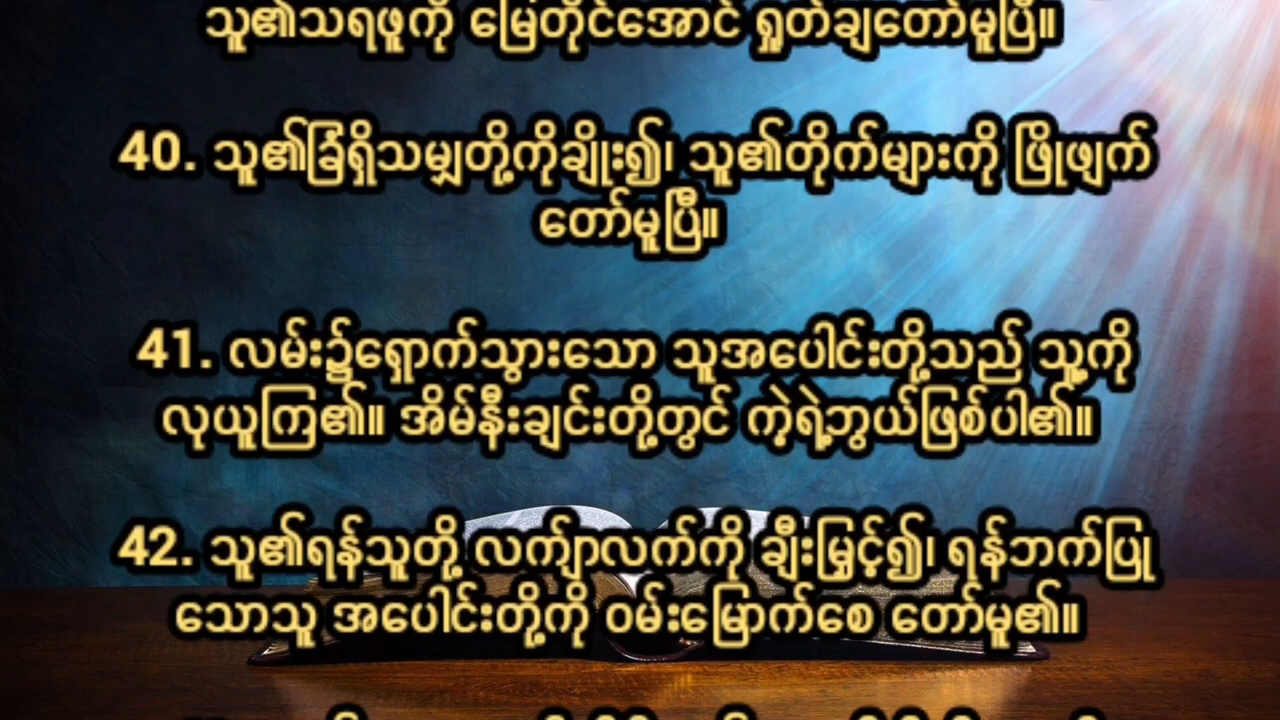 သူ၏သရဖူကို မြေတိုင်အောင် ရှုတ်ချတော်မူပြီ။
40. သူ၏ခြံရှိသမျှတို့ကိုချိုး၍၊ သူ၏တိုက်များကို ဖြိုဖျက်
တော်မူပြီ။
41. လမ်း၌ရှောက်သွားသော သူအပေါင်းတို့သည် သူ့ကို
လုယူကြ၏။ အိမ်နီးချင်းတို့တွင် ကဲ့ရဲ့ဘွယ်ဖြစ်ပါ၏။
42. သူ၏ရန်သူတို့ လက်ျာလက်ကို ချီးမြှင့်၍၊ ရန်ဘက်ပြု
သောသူ အပေါင်းတို့ကို ဝမ်းမြောက်စေ တော်မူ၏။